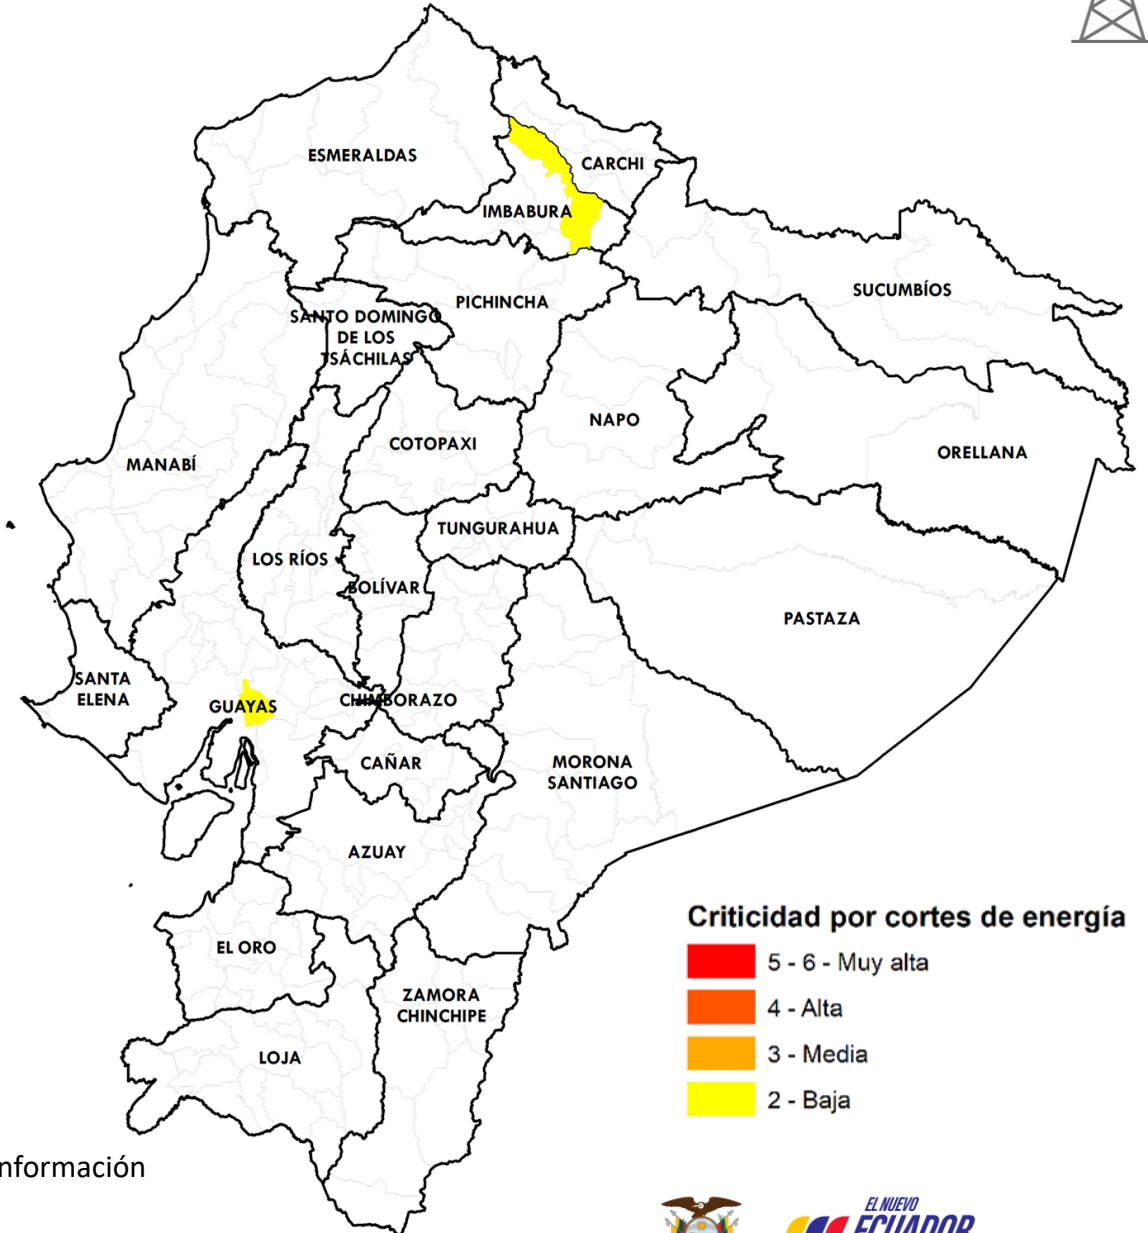 ESMERALDAS
CARCHI
IMBABURA
SUCUMBÍOS
PICHINCHA
SANTO DOMINGO
DE LOS
TSÁCHILAS
NAPO
COTOPAXI
ORELLANA
MANABÍ
TUNGURAHUA
LOS RÍOS
BOLÍVAR
PASTAZA
SANTA
ELENA
GUAYAS
CHIMBORAZO
CAÑAR
MORONA
SANTIAGO
AZUAY
EL ORO
ZAMORA
CHINCHIPE
LOJA
Criticidad por cortes de energía
5 - 6 - Muy alta
4 - Alta
3 - Media
2 - Baja
nformación
EL NUEVO
ECUADOR